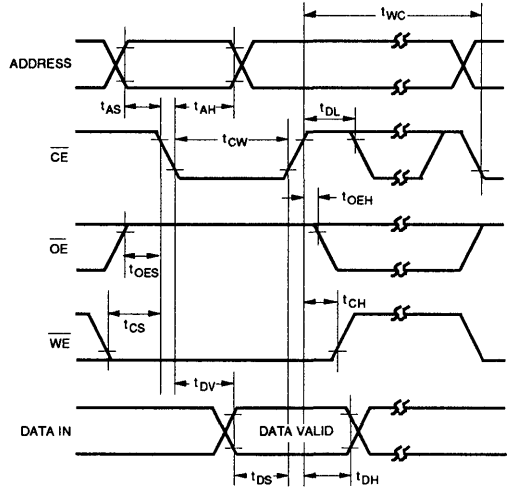 tWC
ADDRESS
tAS
tAH
tDL
tCW
CE
tOEH
OE
tOES
tCS
tCH
WE
tDV
DATA IN
DATA VALID
tDS
tDH